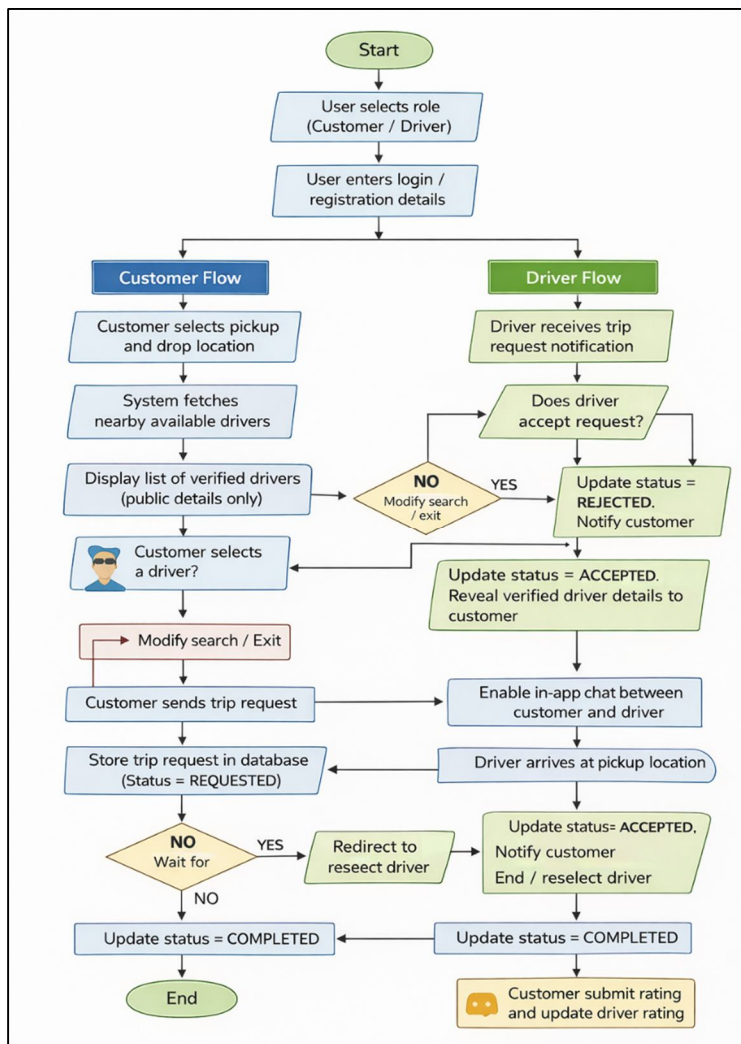 Start
User selects role
(Customer / Driver)
User enters login /
registration details
Customer Flow
Customer selects pickup
and drop location
System fetches
nearby available drivers
Display list of verified drivers
(public details only)
NO
Modify search
/ exit
YES
Customer selects
a driver?
Modify search / Exit
Customer sends trip request
Store trip request in database
(Status = REQUESTED)
NO
Wait for
YES
NO
Redirect to
reseect driver
Update status = COMPLETED
End
Driver Flow
Driver receives trip
request notification
Does driver
accept request?
Update status =
REJECTED.
Notify customer
Update status = ACCEPTED.
Reveal verified driver details to
customer
Enable in-app chat between
customer and driver
Driver arrives at pickup location
Update status= ACCEPTED,
Notify customer
End / reselect driver
Update status = COMPLETED
Customer submit rating
and update driver rating